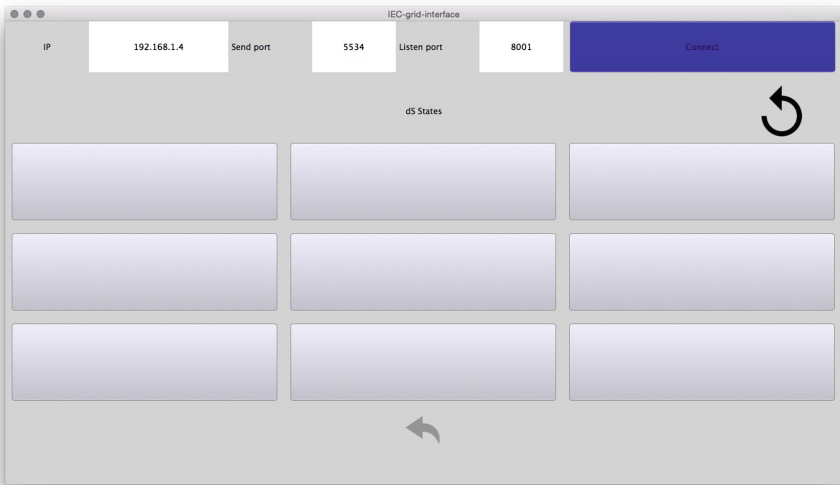 IEC-grid-interface
IP 192.168.1.4 Send port 5534 Listen port 8001 Connect
dS States